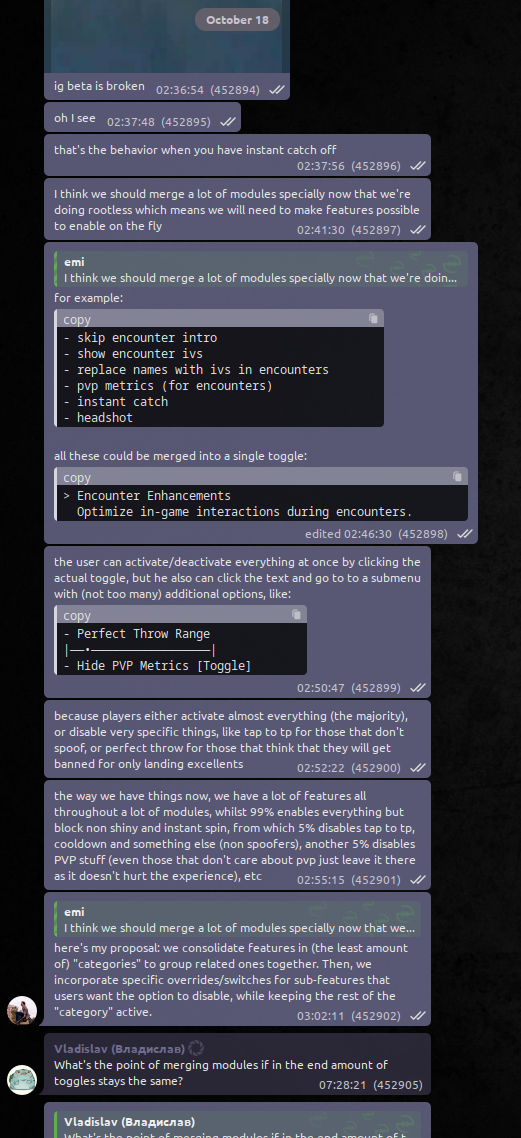 October 18
ig beta is broken 02:36:54 (452894)
oh I see 02:37:48 (452895)
that's the behavior when you have instant catch off
02:37:56 (452896)
I think we should merge a lot of modules specially now that we're
doing rootless which means we will need to make features possible
to enable on the fly
02:41:30 (452897)
emi
I think we should merge a lot of modules specially now that we're doin...
for example:
copy
- skip encounter intro
- show encounter ivs
- replace names with ivs in encounters
- pvp metrics (for encounters)
- instant catch
- headshot
all these could be merged into a single toggle:
copy
> Encounter Enhancements
Optimize in-game interactions during encounters.
edited 02:46:30 (452898)
the user can activate/deactivate everything at once by clicking the
actual toggle, but he also can click the text and go to to a submenu
with (not too many) additional options, like:
copy
- Perfect Throw Range
|——•————————————————|
- Hide PVP Metrics [Toggle]
02:50:47 (452899)
because players either activate almost everything (the majority),
or disable very specific things, like tap to tp for those that don't
spoof, or perfect throw for those that think that they will get
banned for only landing excellents 02:52:22 (452900)
the way we have things now, we have a lot of features all
throughout a lot of modules, whilst 99% enables everything but
block non shiny and instant spin, from which 5% disables tap to tp,
cooldown and something else (non spoofers), another 5% disables
PVP stuff (even those that don't care about pvp just leave it there
as it doesn't hurt the experience), etc 02:55:15 (452901)
emi
I think we should merge a lot of modules specially now that we...
here's my proposal: we consolidate features in (the least amount
of) "categories" to group related ones together. Then, we
incorporate specific overrides/switches for sub-features that
users want the option to disable, while keeping the rest of the
"category" active. 03:02:11 (452902)
Vladislav (Владислав)
What's the point of merging modules if in the end amount of
toggles stays the same? 07:28:21 (452905)
Vladislav (Владислав)
What's the point of merging modules if in the end amount of t...